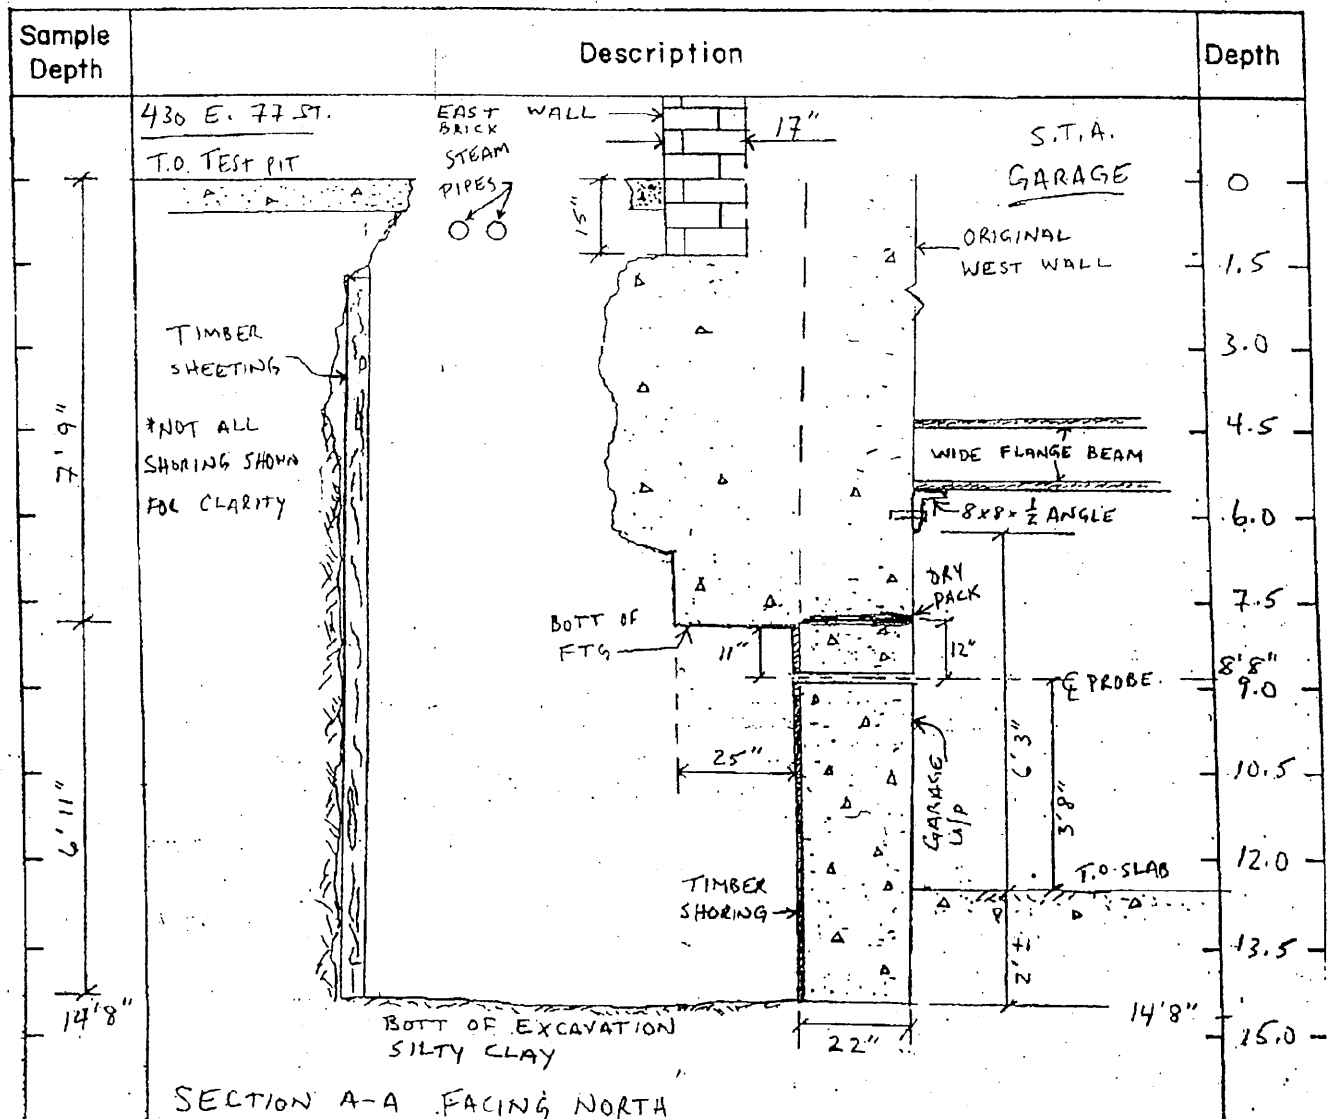 Sample
Depth
Description
Depth
430 E. 77 ST.
T.O. TEST PIT
EAST WALL
BRICK
STEAM
PIPES
17"
S.T.A.
GARAGE
0
15"
ORIGINAL
WEST WALL
1.5
TIMBER
SHEETING
3.0
7'9"
*NOT ALL
SHORING SHOWN
FOR CLARITY
4.5
WIDE FLANGE BEAM
8x8x1/2 ANGLE
6.0
DRY
PACK
7.5
BOTT OF
FTG
11"
12"
8'8"
℄ PROBE.
9.0
25"
6'3"
3'8"
10.5
GARAGE
U/P
6'11"
12.0
T.O. SLAB
TIMBER
SHORING
13.5
2'±
14'8"
14'8"
BOTT OF EXCAVATION
SILTY CLAY
22"
15.0
SECTION A-A FACING NORTH